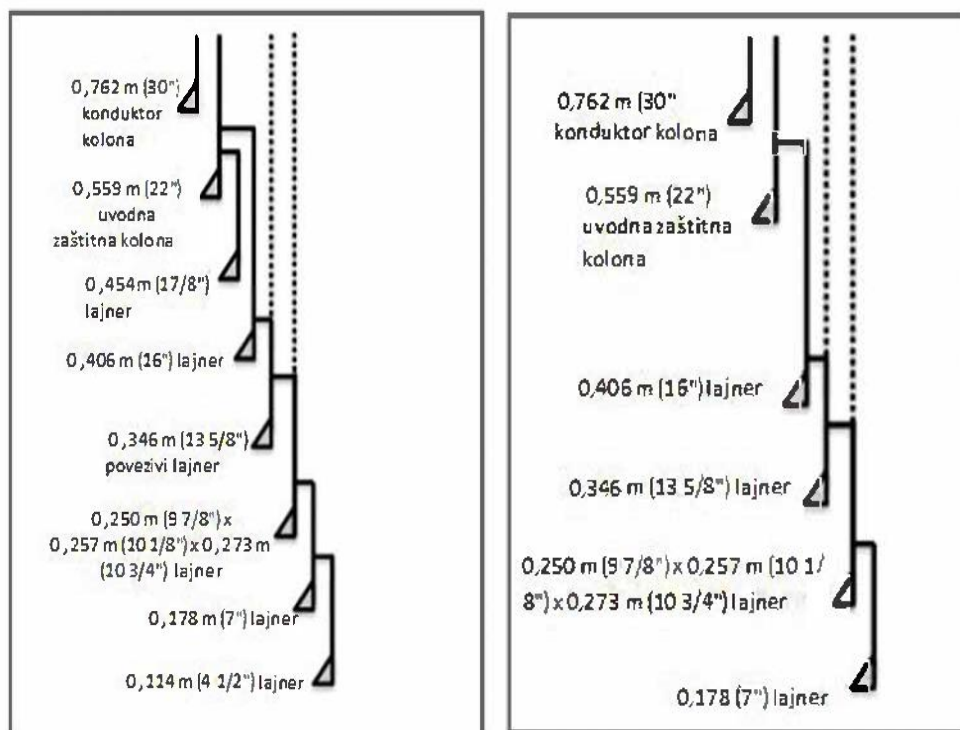 0,762 m (30")
konduktor
kolona
0,559 m (22")
uvodna
zaštitna kolona
0,454m (17/8")
lajner
0,406 m (16") lajner
0,346 m (13 5/8")
povezivi lajner
0,250 m (9 7/8") x
0,257 m (10 1/8") x 0,273 m
(10 3/4") lajner
0,178 m (7") lajner
0,114 m (4 1/2") lajner
0,762 m (30"
konduktor kolona
0,559 m (22")
uvodna zaštitna
kolona
0,406 m (16") lajner
0,346 m (13 5/8") lajner
0,250 m (9 7/8") x 0,257 m (10 1/
8") x 0,273 m (10 3/4") lajner
0,178 (7") lajner